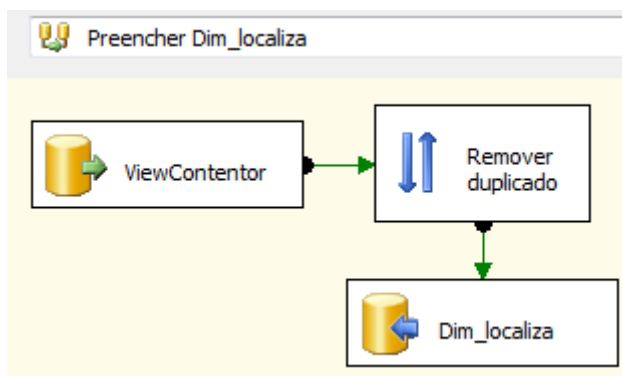 Preencher Dim_localiza
ViewContentor
Remover
duplicado
Dim_localiza